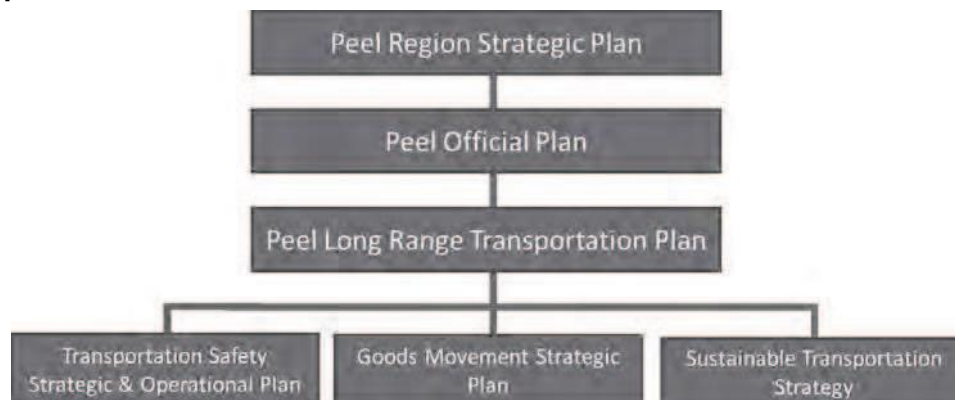 Peel Region Strategic Plan
Peel Official Plan
Peel Long Range Transportation Plan
Transportation Safety
Strategic & Operational Plan
Goods Movement Strategic
Plan
Sustainable Transportation
Strategy